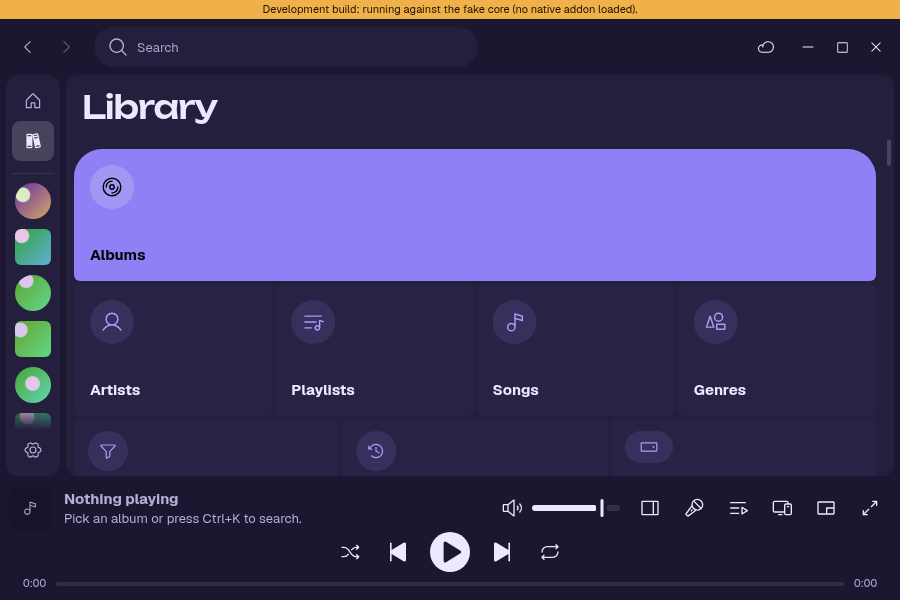 Development build: running against the fake core (no native addon loaded).
Search
Library
Albums
Artists
Playlists
Songs
Genres
Nothing playing
Pick an album or press Ctrl+K to search.
0:00
0:00